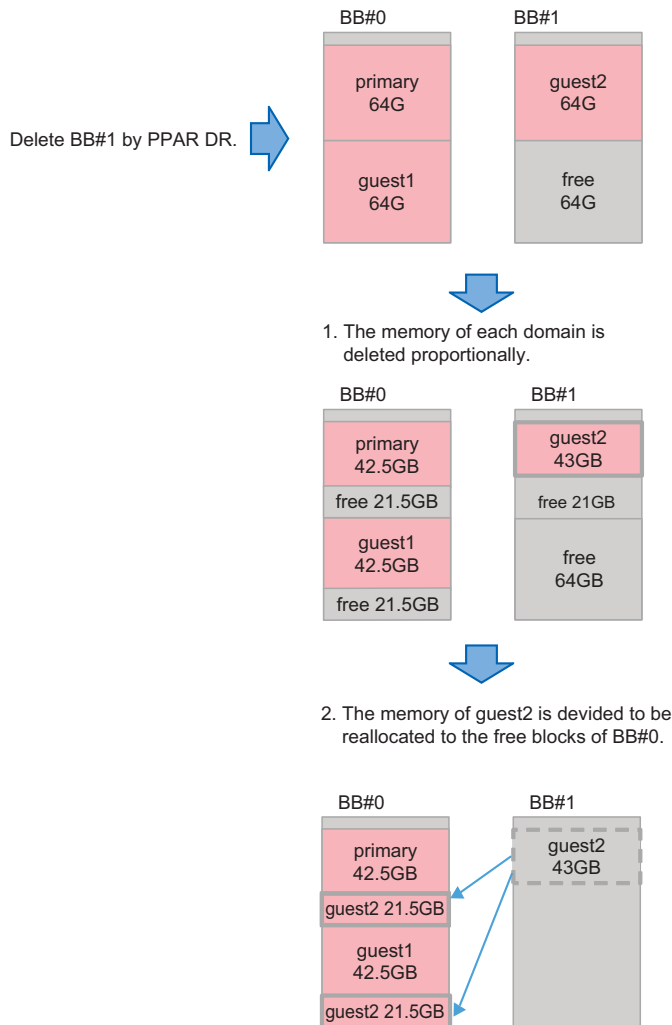 BB#0
BB#1
primary
64G
guest2
64G
Delete BB#1 by PPAR DR.
guest1
64G
free
64G
1. The memory of each domain is
deleted proportionally.
BB#0
BB#1
primary
42.5GB
guest2
43GB
free 21.5GB
free 21GB
guest1
42.5GB
free
64GB
free 21.5GB
2. The memory of guest2 is devided to be
reallocated to the free blocks of BB#0.
BB#0
BB#1
primary
42.5GB
guest2
43GB
guest2 21.5GB
guest1
42.5GB
guest2 21.5GB